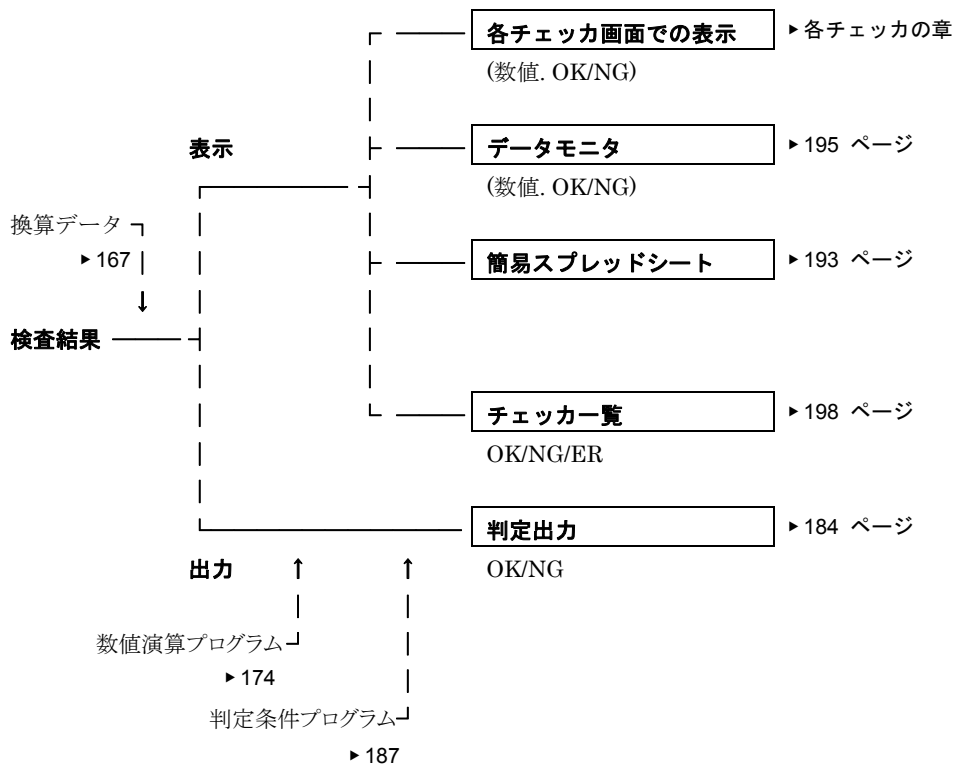 各チェッカ画面での表示 ▶各チェッカの章
(数値. OK/NG)
表示
データモニタ ▶195 ページ
(数値. OK/NG)
換算データ
▶167
簡易スプレッドシート ▶193 ページ
↓
検査結果
チェッカ一覧 ▶198 ページ
OK/NG/ER
判定出力 ▶184 ページ
出力 ↑ ↑ OK/NG
数値演算プログラム
▶174
判定条件プログラム
▶187